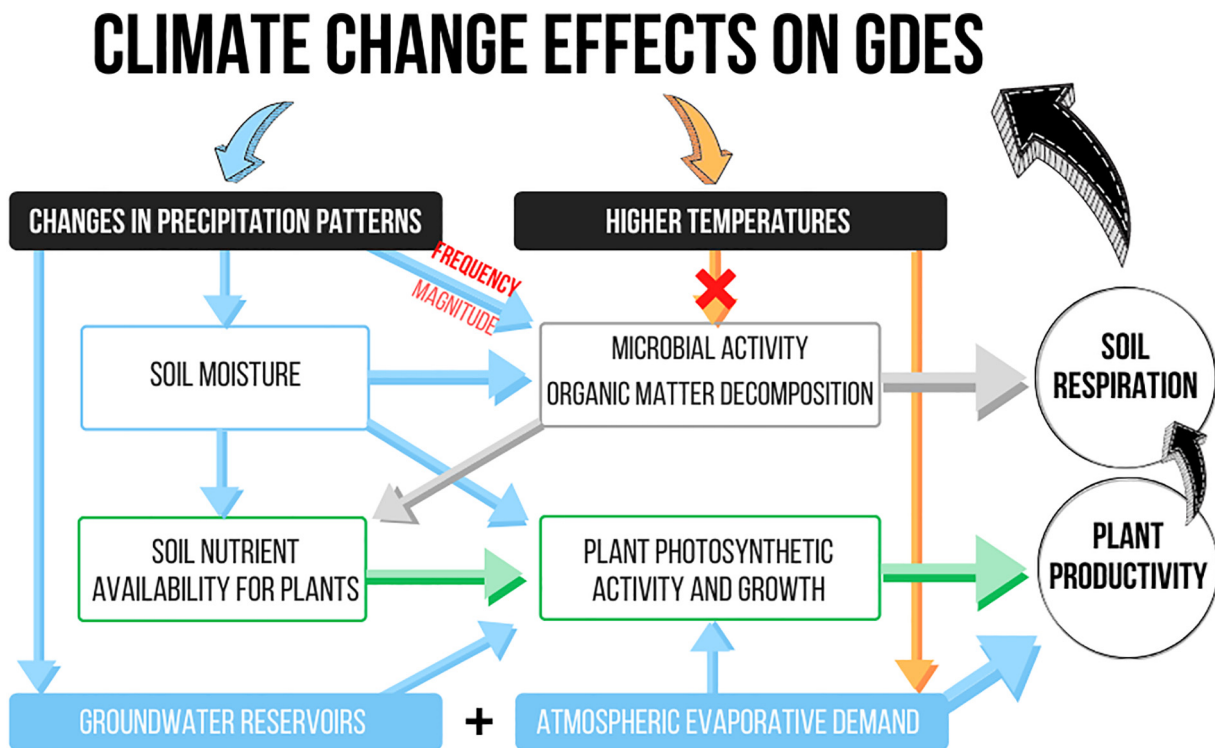 CLIMATE CHANGE EFFECTS ON GDES
CHANGES IN PRECIPITATION PATTERNS
HIGHER TEMPERATURES
FREQUENCY
MAGNITUDE
SOIL MOISTURE
MICROBIAL ACTIVITY
ORGANIC MATTER DECOMPOSITION
SOIL
RESPIRATION
SOIL NUTRIENT
AVAILABILITY FOR PLANTS
PLANT PHOTOSYNTHETIC
ACTIVITY AND GROWTH
PLANT
PRODUCTIVITY
GROUNDWATER RESERVOIRS
+
ATMOSPHERIC EVAPORATIVE DEMAND